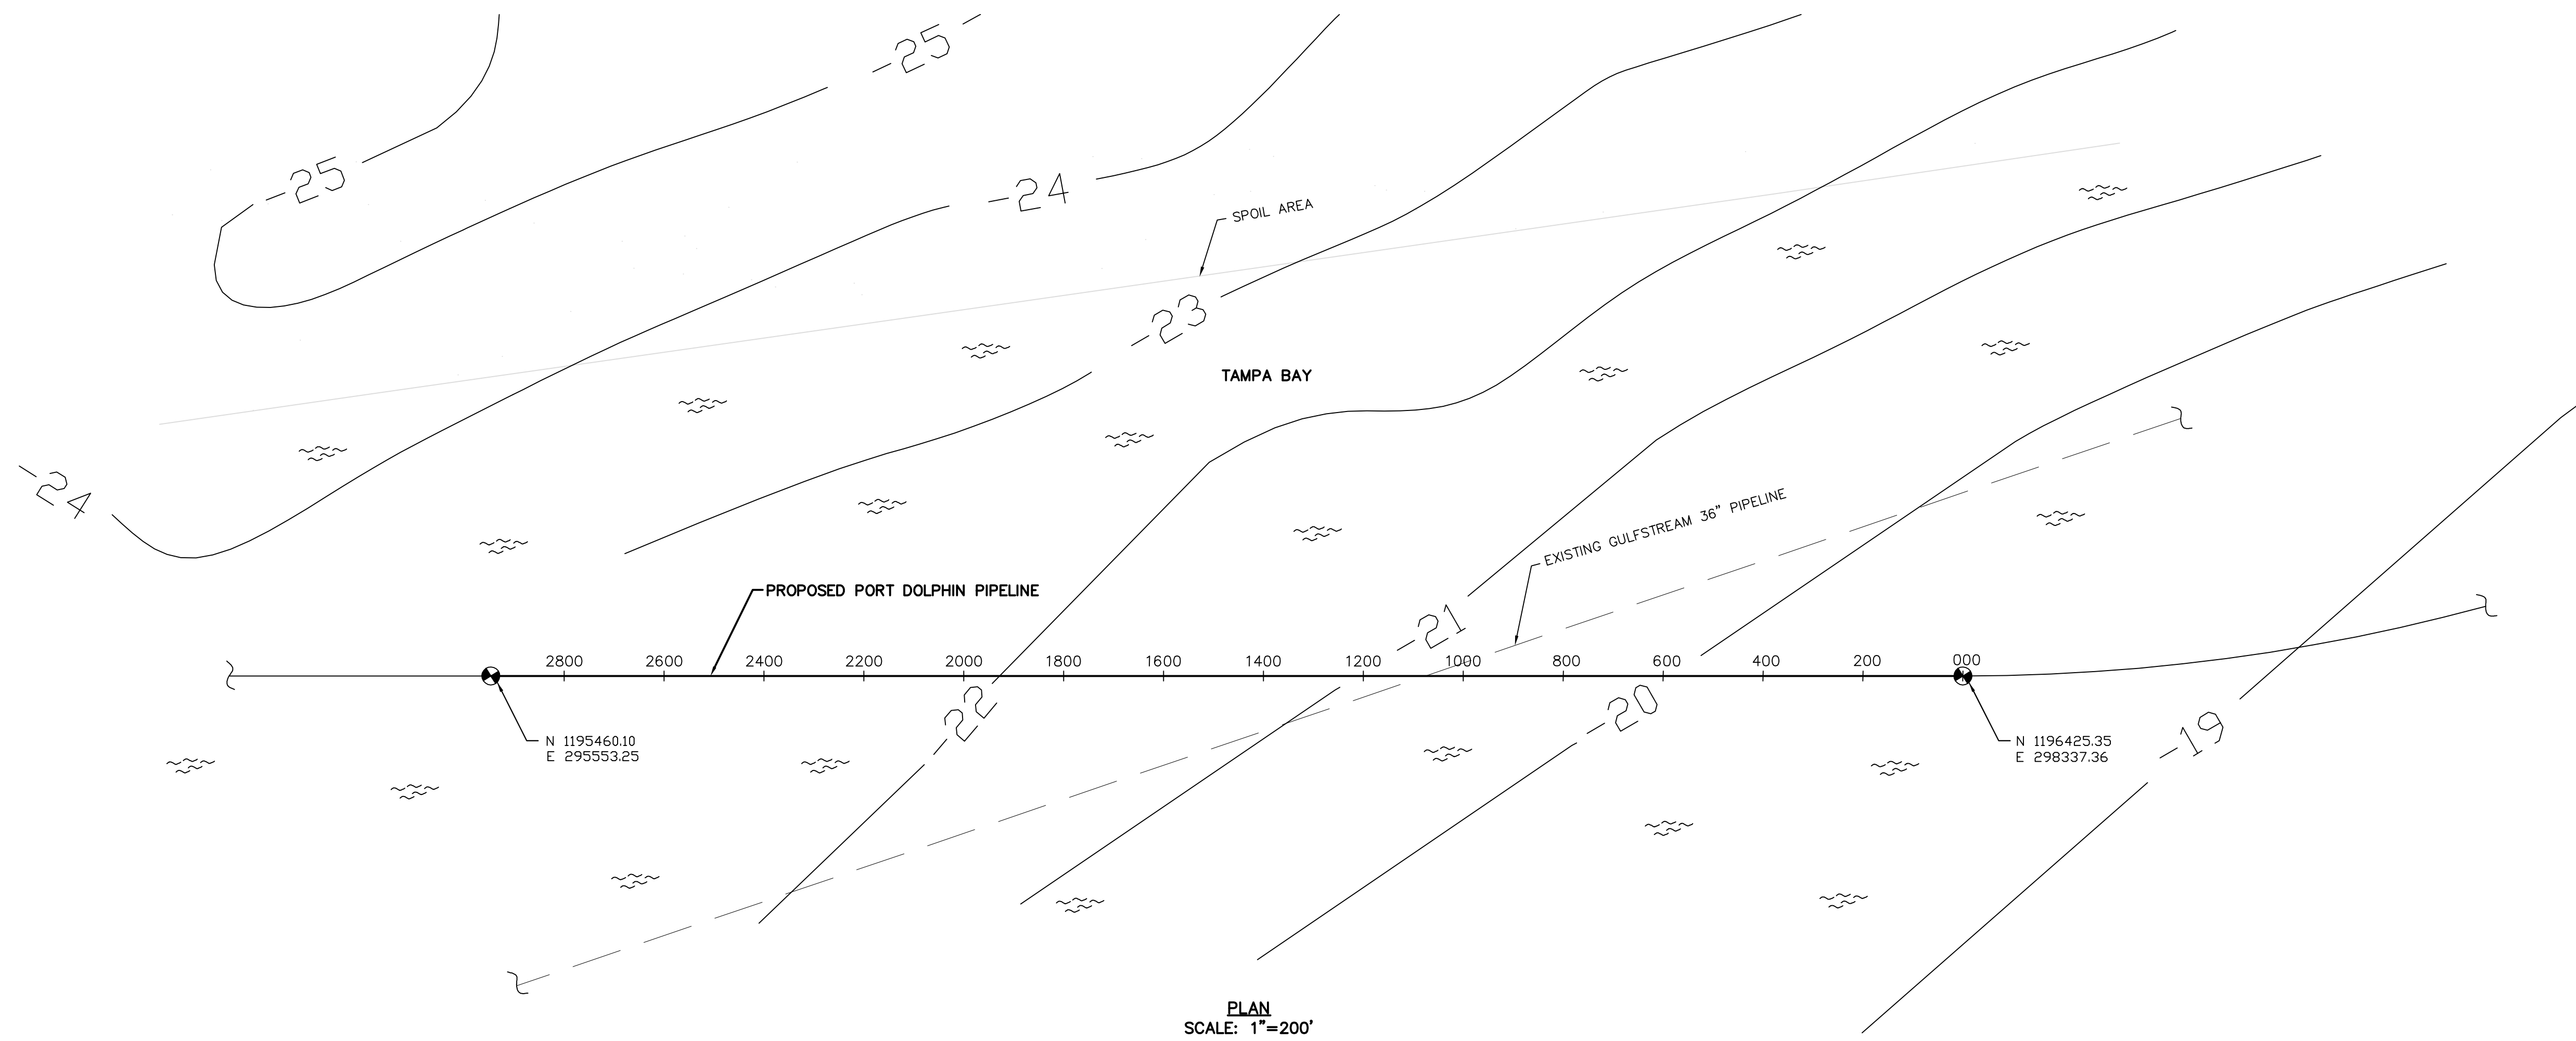 -25
-25
-24
SPOIL AREA
-23
TAMPA BAY
-24
EXISTING GULFSTREAM 36" PIPELINE
PROPOSED PORT DOLPHIN PIPELINE
-21
2800 2600 2400 2200 2000 1800 1600 1400 1200 1000 800 600 400 200 000
-22
-20
-19
N 1195460.10
E 295553.25
N 1196425.35
E 298337.36
PLAN
SCALE: 1"=200'